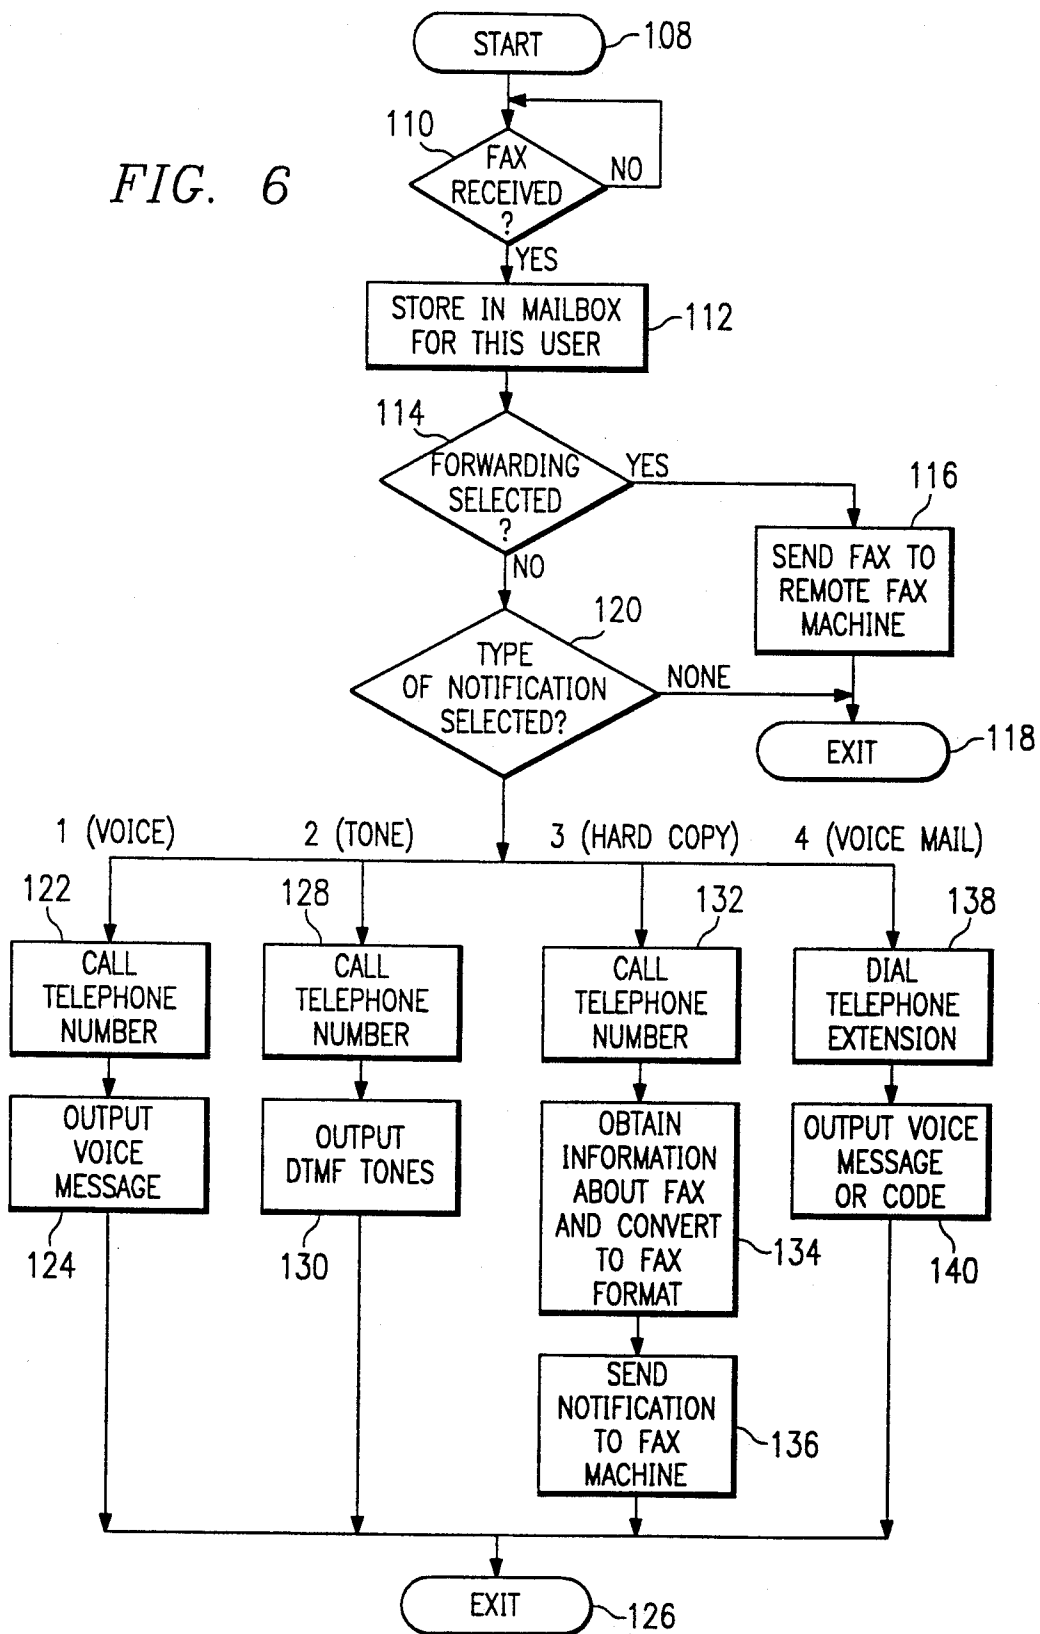 START
108
FIG. 6
110
FAX
RECEIVED
?
NO
YES
STORE IN MAILBOX
FOR THIS USER
112
114
FORWARDING
SELECTED
?
YES
NO
116
SEND FAX TO
REMOTE FAX
MACHINE
120
TYPE
OF NOTIFICATION
SELECTED?
NONE
EXIT
118
1 (VOICE)
2 (TONE)
3 (HARD COPY)
4 (VOICE MAIL)
122
CALL
TELEPHONE
NUMBER
128
CALL
TELEPHONE
NUMBER
132
CALL
TELEPHONE
NUMBER
138
DIAL
TELEPHONE
EXTENSION
OUTPUT
VOICE
MESSAGE
124
OUTPUT
DTMF TONES
130
OBTAIN
INFORMATION
ABOUT FAX
AND CONVERT
TO FAX
FORMAT
134
OUTPUT VOICE
MESSAGE
OR CODE
140
SEND
NOTIFICATION
TO FAX
MACHINE
136
EXIT
126